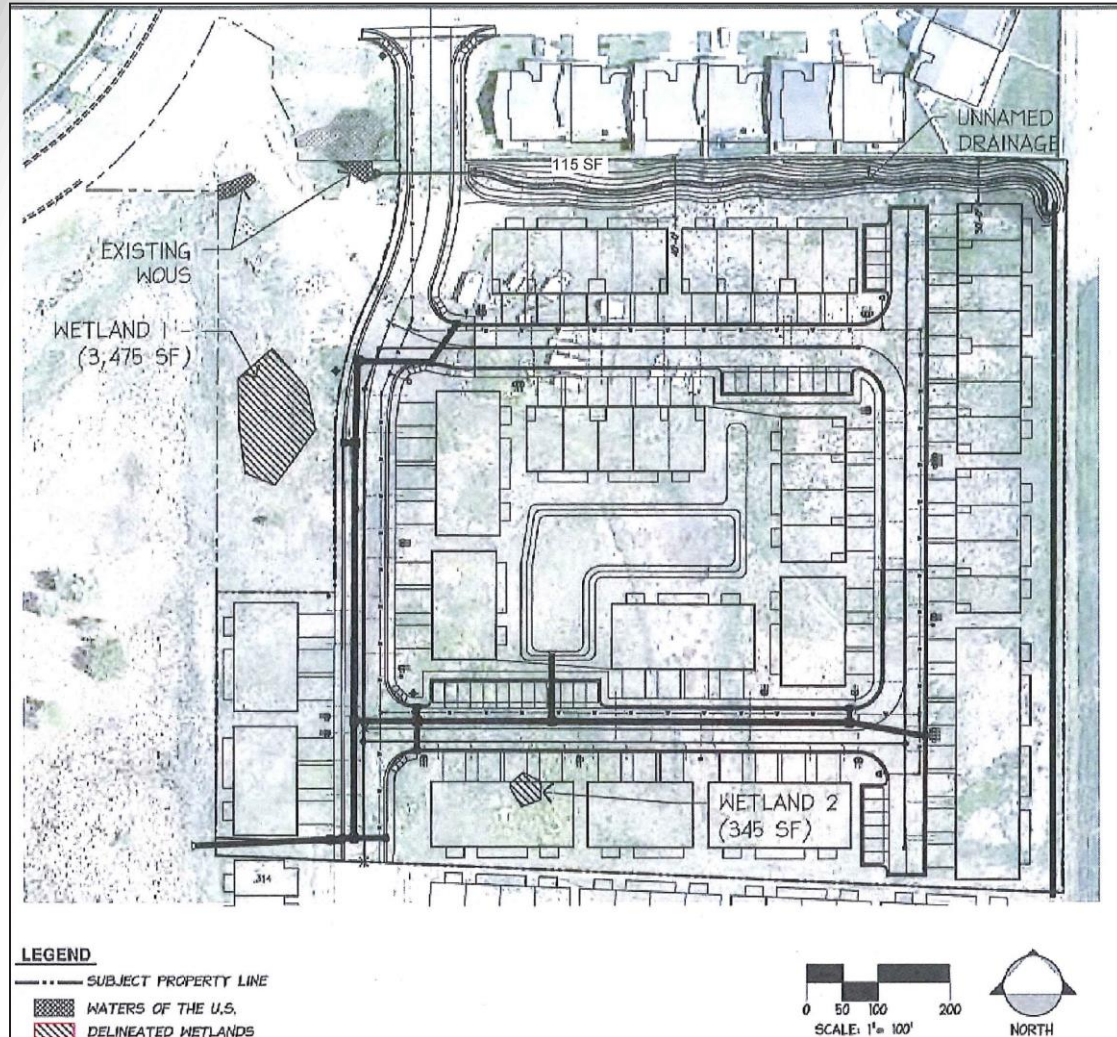 UNNAMED
DRAINAGE
115 SF
EXISTING
WOUS
WETLAND 1
(3,475 SF)
WETLAND 2
(345 SF)
314
LEGEND
SUBJECT PROPERTY LINE
WATERS OF THE U.S.
DELINEATED WETLANDS
0 50 100 200
SCALE: 1"= 100'
NORTH